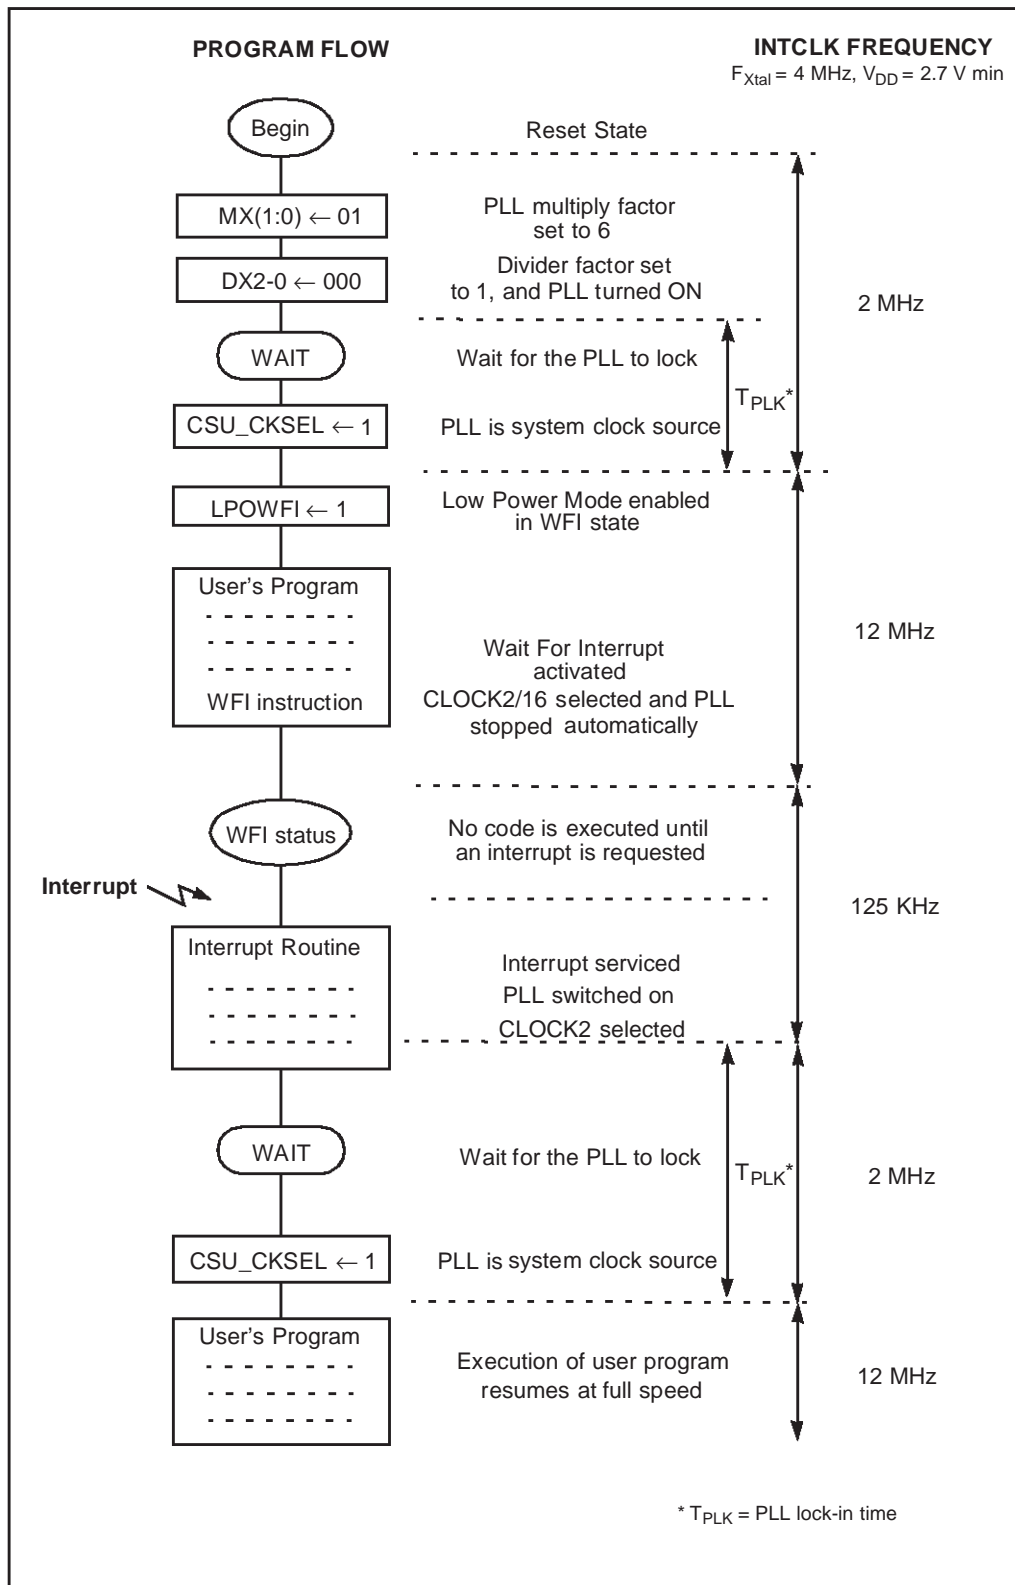 PROGRAM FLOW
INTCLK FREQUENCY
FXtal = 4 MHz, VDD = 2.7 V min
Begin
Reset State
MX(1:0) ← 01
PLL multiply factor
set to 6
DX2-0 ← 000
Divider factor set
to 1, and PLL turned ON
2 MHz
WAIT
Wait for the PLL to lock
TPLK*
CSU_CKSEL ← 1
PLL is system clock source
LPOWFI ← 1
Low Power Mode enabled
in WFI state
User's Program
WFI instruction
Wait For Interrupt
activated
CLOCK2/16 selected and PLL
stopped automatically
12 MHz
WFI status
No code is executed until
an interrupt is requested
Interrupt
125 KHz
Interrupt Routine
Interrupt serviced
PLL switched on
CLOCK2 selected
WAIT
Wait for the PLL to lock
TPLK*
2 MHz
CSU_CKSEL ← 1
PLL is system clock source
User's Program
Execution of user program
resumes at full speed
12 MHz
* TPLK = PLL lock-in time